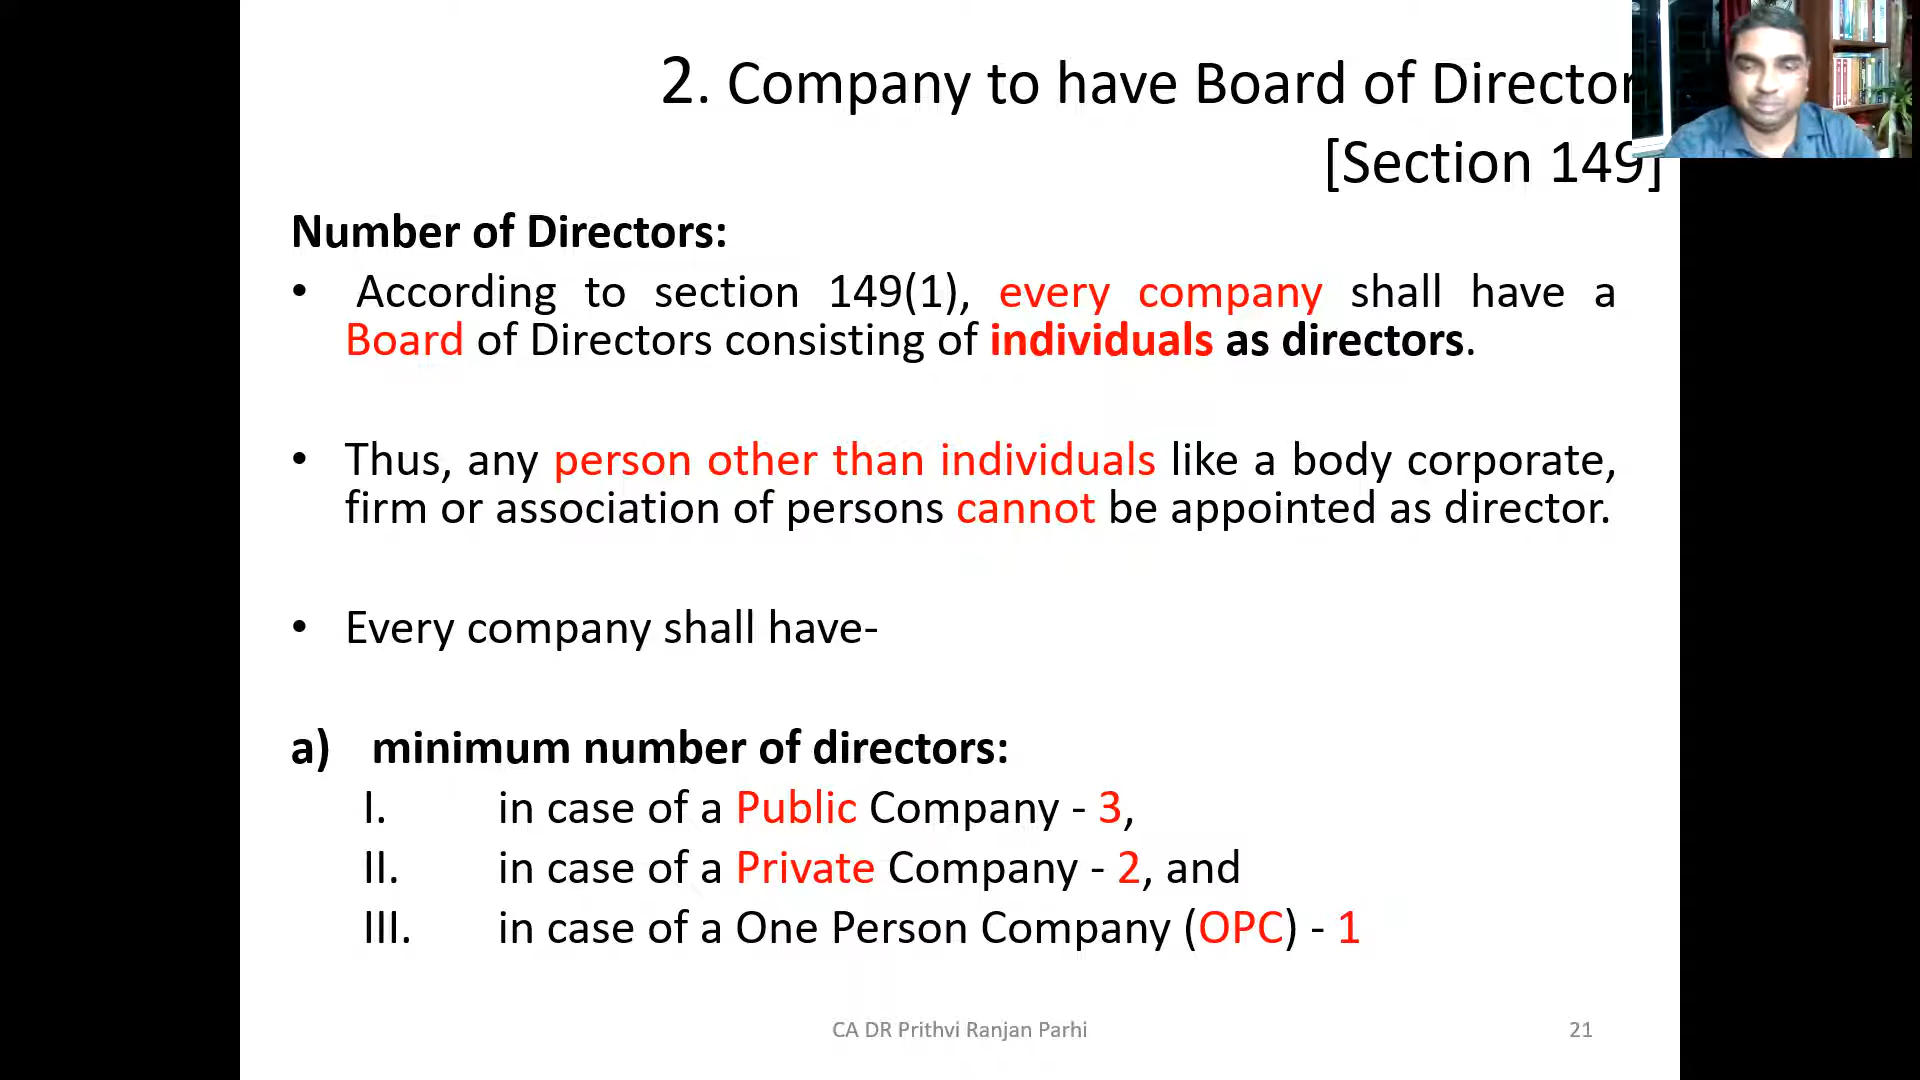 2. Company to have Board of Director
[Section 149]
Number of Directors:
• According to section 149(1), every company shall have a
Board of Directors consisting of individuals as directors.
• Thus, any person other than individuals like a body corporate,
firm or association of persons cannot be appointed as director.
• Every company shall have-
a) minimum number of directors:
I. in case of a Public Company - 3,
II. in case of a Private Company - 2, and
III. in case of a One Person Company (OPC) - 1
CA DR Prithvi Ranjan Parhi
21